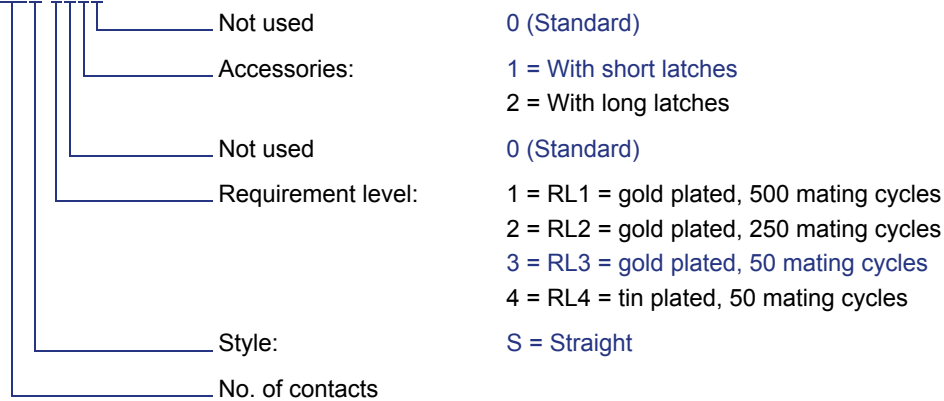 Not used 0 (Standard)
Accessories: 1 = With short latches
2 = With long latches
Not used 0 (Standard)
Requirement level: 1 = RL1 = gold plated, 500 mating cycles
2 = RL2 = gold plated, 250 mating cycles
3 = RL3 = gold plated, 50 mating cycles
4 = RL4 = tin plated, 50 mating cycles
Style: S = Straight
No. of contacts